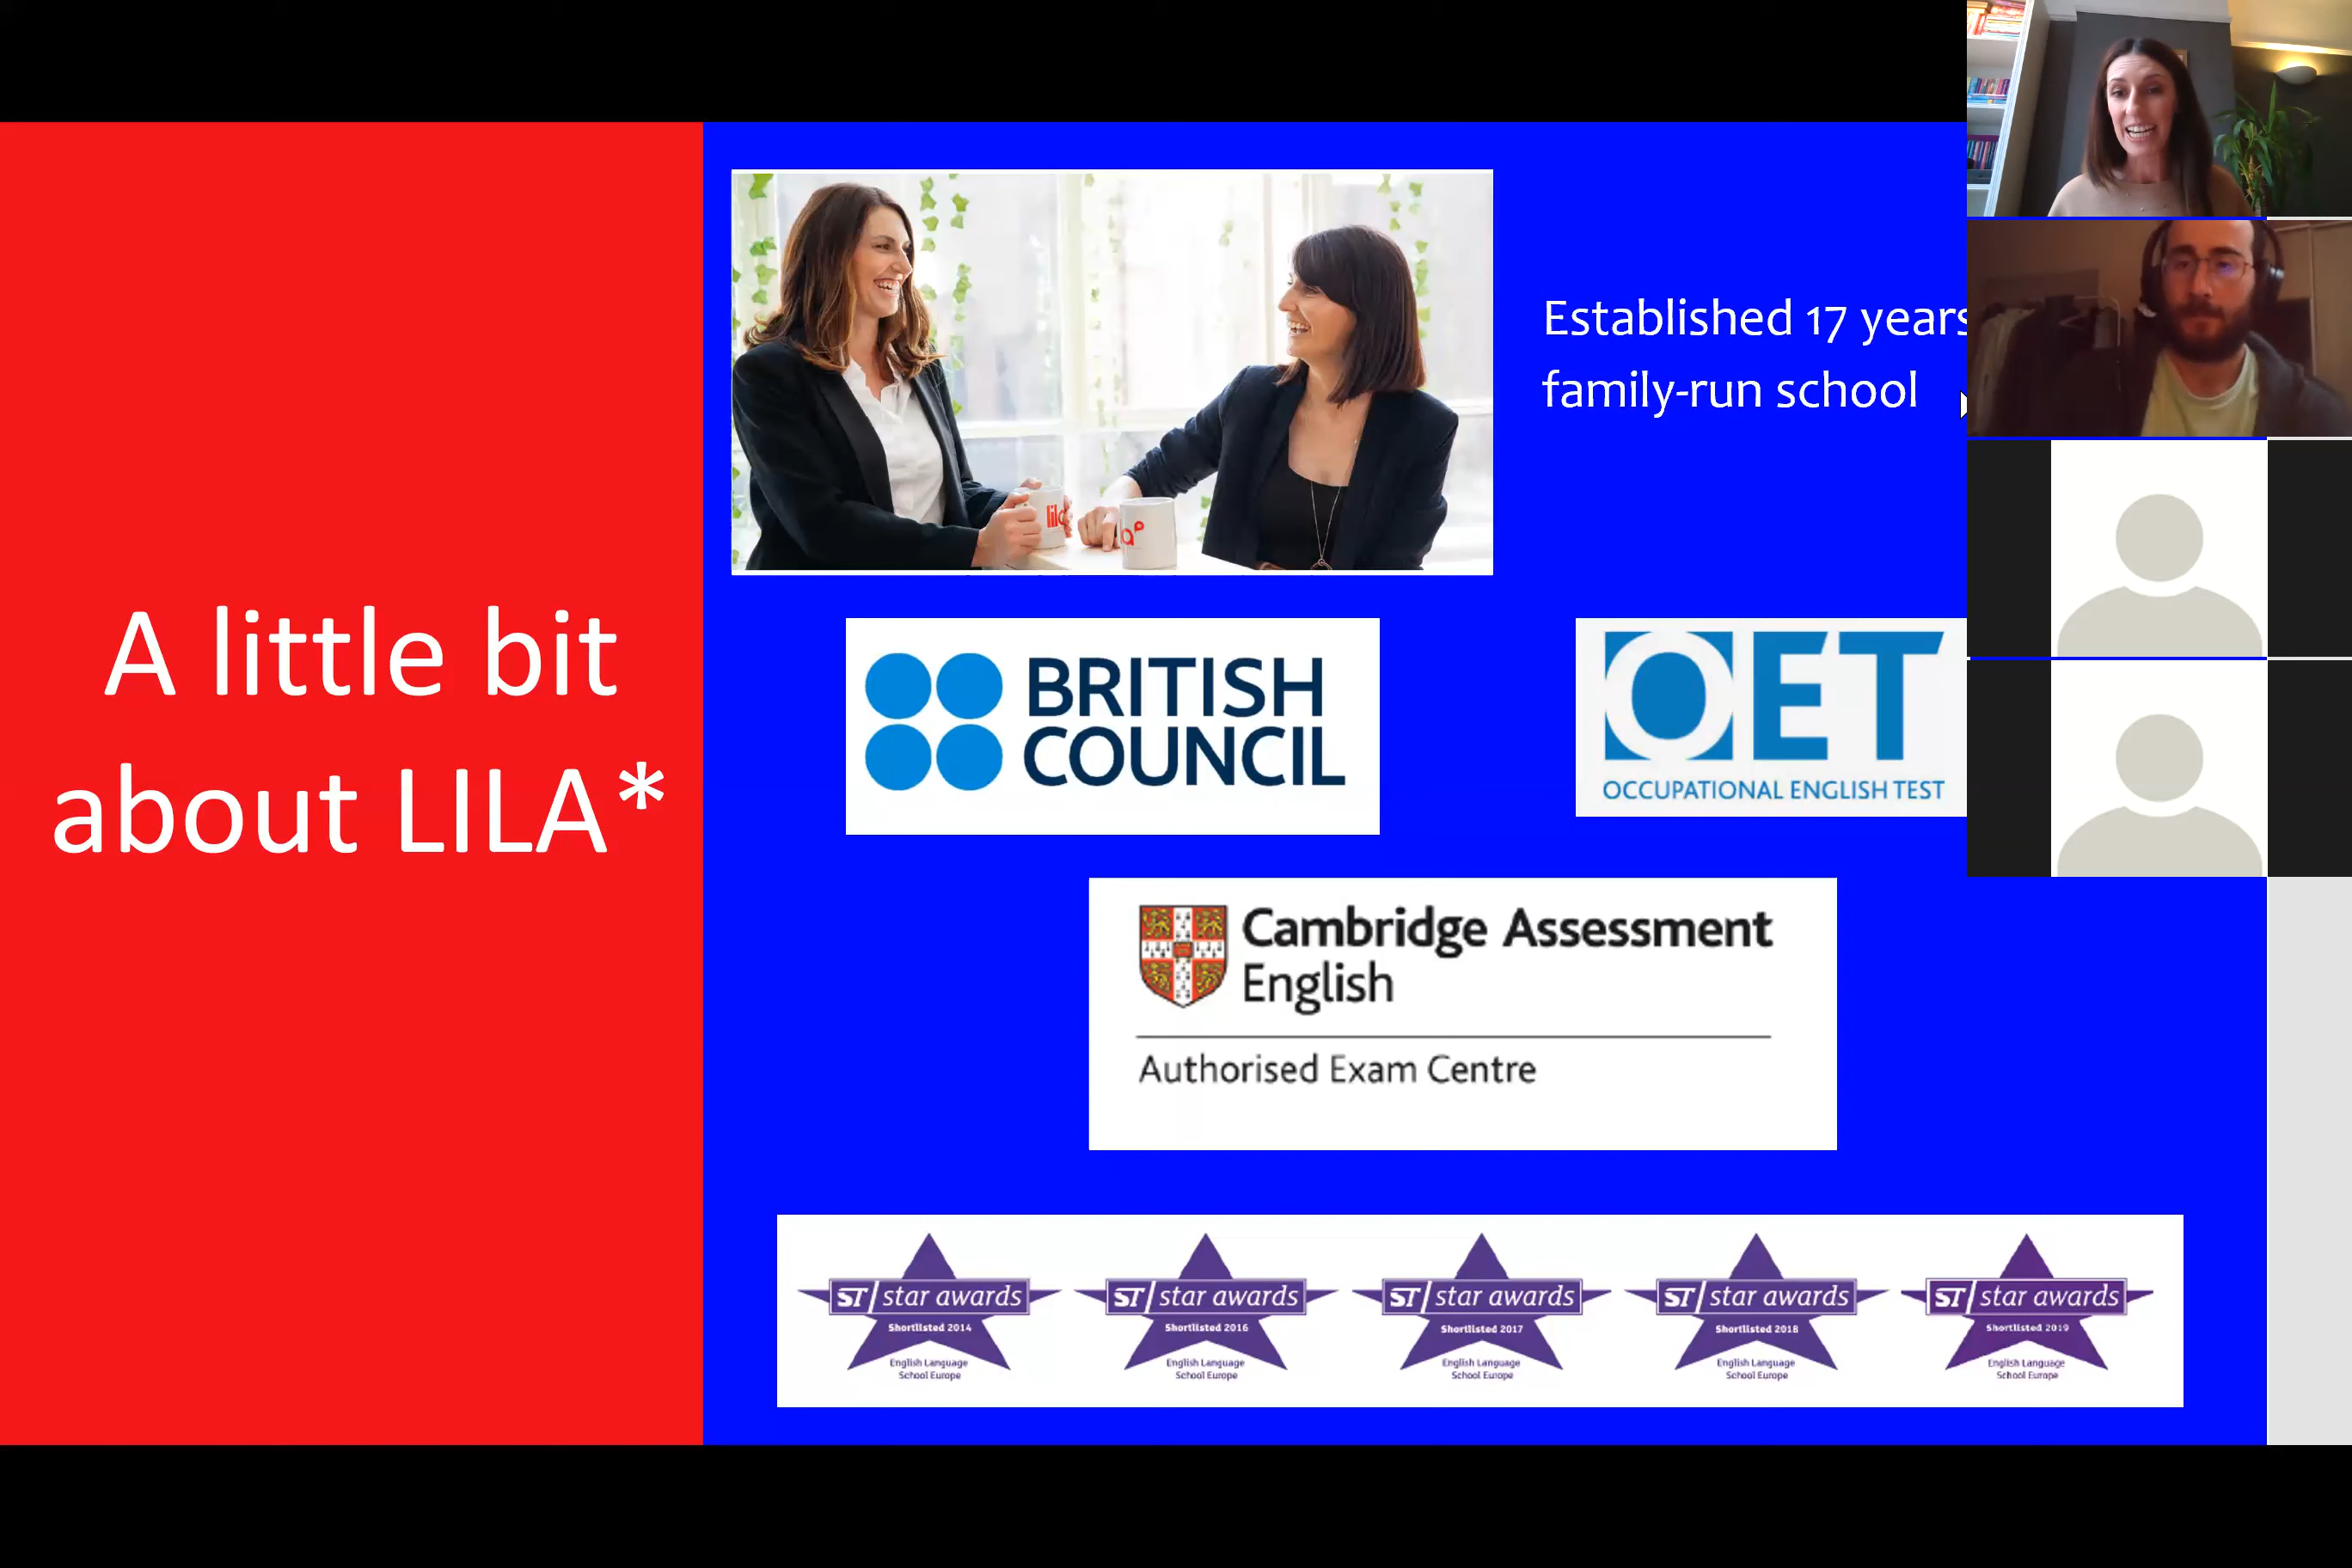 A little bit
about LILA*
Established 17 years
family-run school
lila
a
BRITISH
COUNCIL
OET
OCCUPATIONAL ENGLISH TEST
Cambridge Assessment
English
Authorised Exam Centre
ST star awards
Shortlisted 2014
English Language
School Europe
ST star awards
Shortlisted 2016
English Language
School Europe
ST star awards
Shortlisted 2017
English Language
School Europe
ST star awards
Shortlisted 2018
English Language
School Europe
ST star awards
Shortlisted 2019
English Language
School Europe